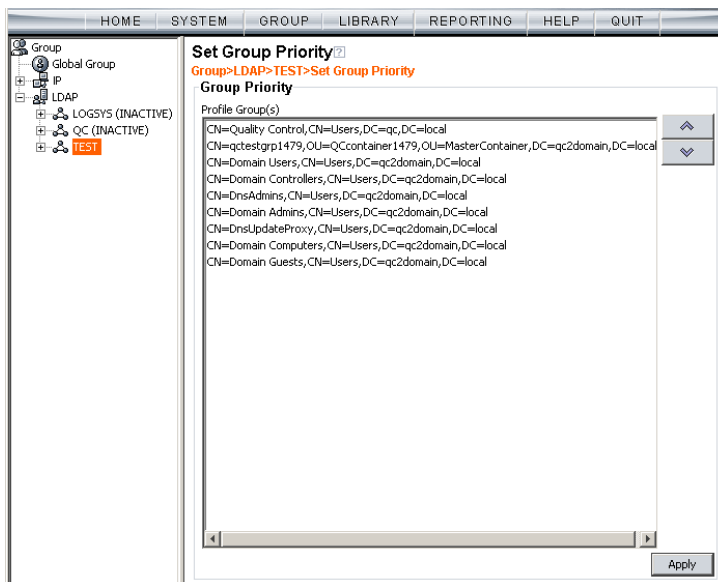 HOME SYSTEM GROUP LIBRARY REPORTING HELP QUIT
Group
Global Group
IP
LDAP
LOGSYS (INACTIVE)
QC (INACTIVE)
TEST
Set Group Priority?
Group>LDAP>TEST>Set Group Priority
Group Priority
Profile Group(s)
CN=Quality Control,CN=Users,DC=qc,DC=local
CN=qctestgrp1479,OU=QCcontainer1479,OU=MasterContainer,DC=qc2domain,DC=local
CN=Domain Users,CN=Users,DC=qc2domain,DC=local
CN=Domain Controllers,CN=Users,DC=qc2domain,DC=local
CN=DnsAdmins,CN=Users,DC=qc2domain,DC=local
CN=Domain Admins,CN=Users,DC=qc2domain,DC=local
CN=DnsUpdateProxy,CN=Users,DC=qc2domain,DC=local
CN=Domain Computers,CN=Users,DC=qc2domain,DC=local
CN=Domain Guests,CN=Users,DC=qc2domain,DC=local
Apply